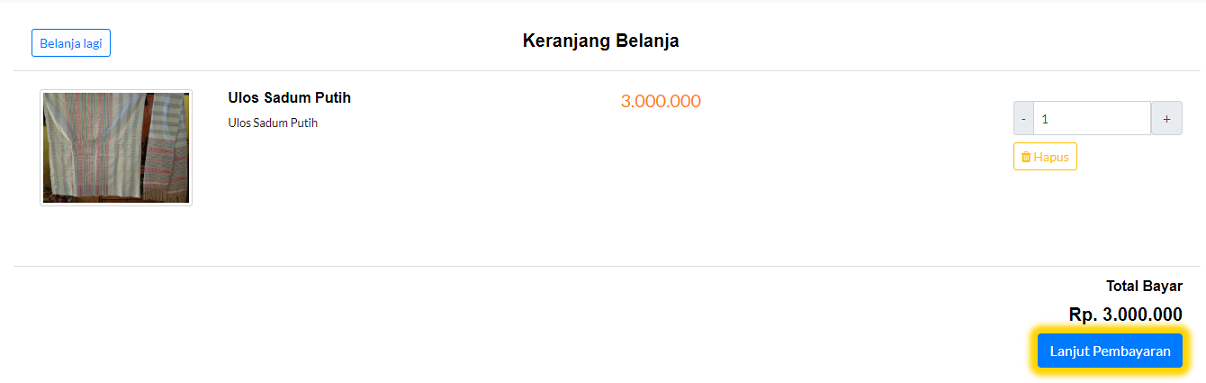 Belanja lagi
Keranjang Belanja
Ulos Sadum Putih
Ulos Sadum Putih
3.000.000
- 1 +
Hapus
Total Bayar
Rp. 3.000.000
Lanjut Pembayaran